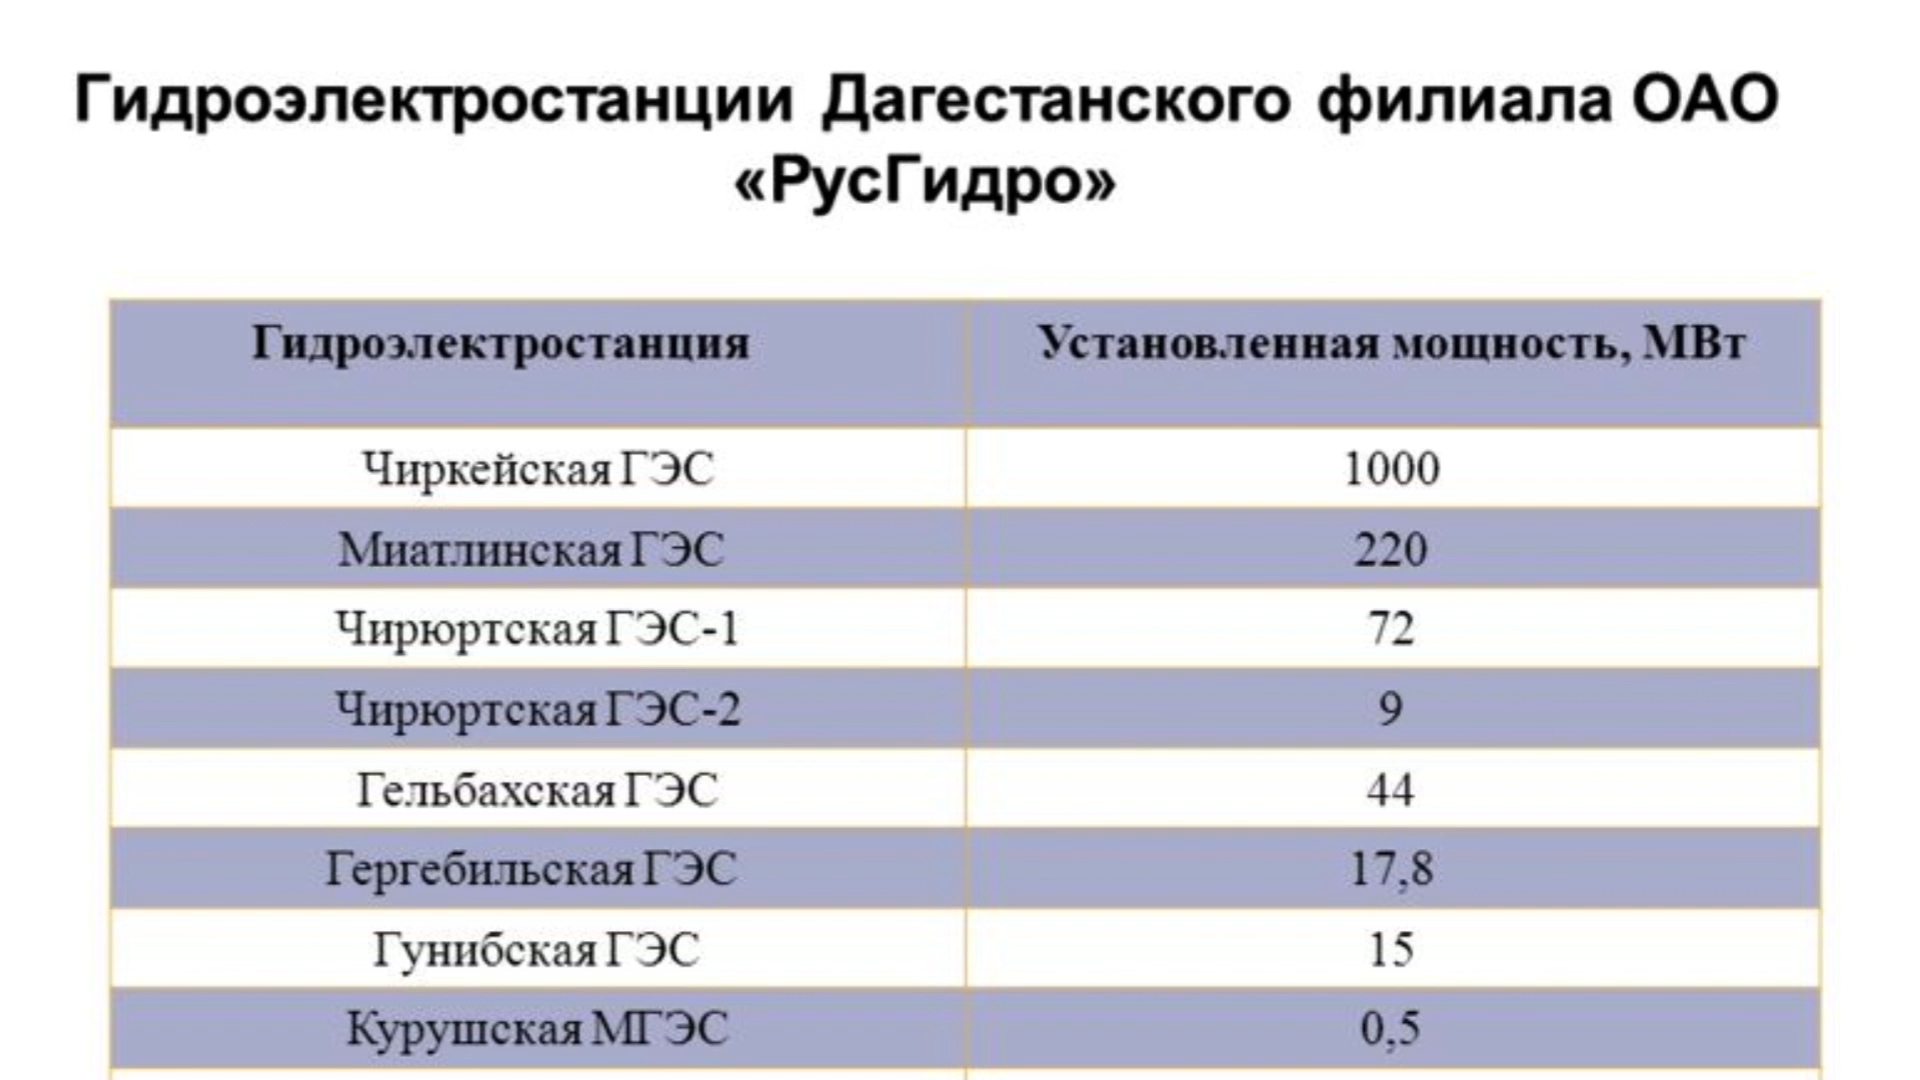 Гидроэлектростанции Дагестанского филиала ОАО
«РусГидро»
Гидроэлектростанция Установленная мощность, МВт
Чиркейская ГЭС 1000
Миатлинская ГЭС 220
Чирюртская ГЭС-1 72
Чирюртская ГЭС-2 9
Гельбахская ГЭС 44
Гергебильская ГЭС 17,8
Гунибская ГЭС 15
Курушская МГЭС 0,5